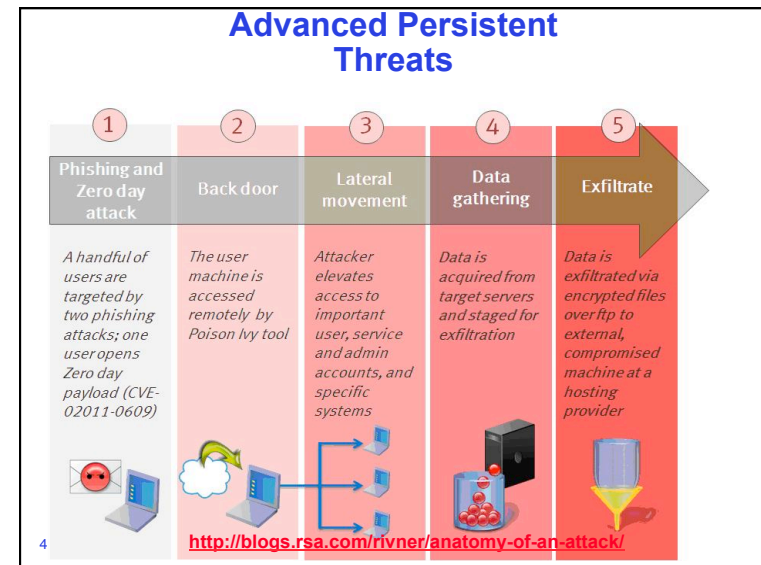 Advanced Persistent
Threats
1
2
3
4
5
Phishing and
Zero day
attack
Back door
Lateral
movement
Data
gathering
Exfiltrate
A handful of
users are
targeted by
two phishing
attacks; one
user opens
Zero day
payload (CVE-
02011-0609)
The user
machine is
accessed
remotely by
Poison Ivy tool
Attacker
elevates
access to
important
user, service
and admin
accounts, and
specific
systems
Data is
acquired from
target servers
and staged for
exfiltration
Data is
exfiltrated via
encrypted files
over ftp to
external,
compromised
machine at a
hosting
provider
4
http://blogs.rsa.com/rivner/anatomy-of-an-attack/